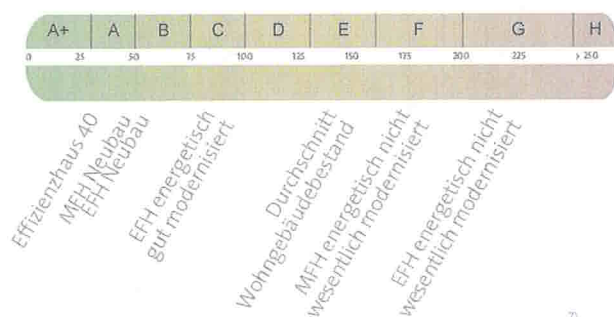 A+ A B C D E F G H
0 25 50 75 100 125 150 175 200 225 > 250
Effizienzhaus 40
MFH Neubau
EFH Neubau
EFH energetisch
gut modernisiert
Durchschnitt
Wohngebäudebestand
MFH energetisch nicht
wesentlich modernisiert
EFH energetisch nicht
wesentlich modernisiert
7)